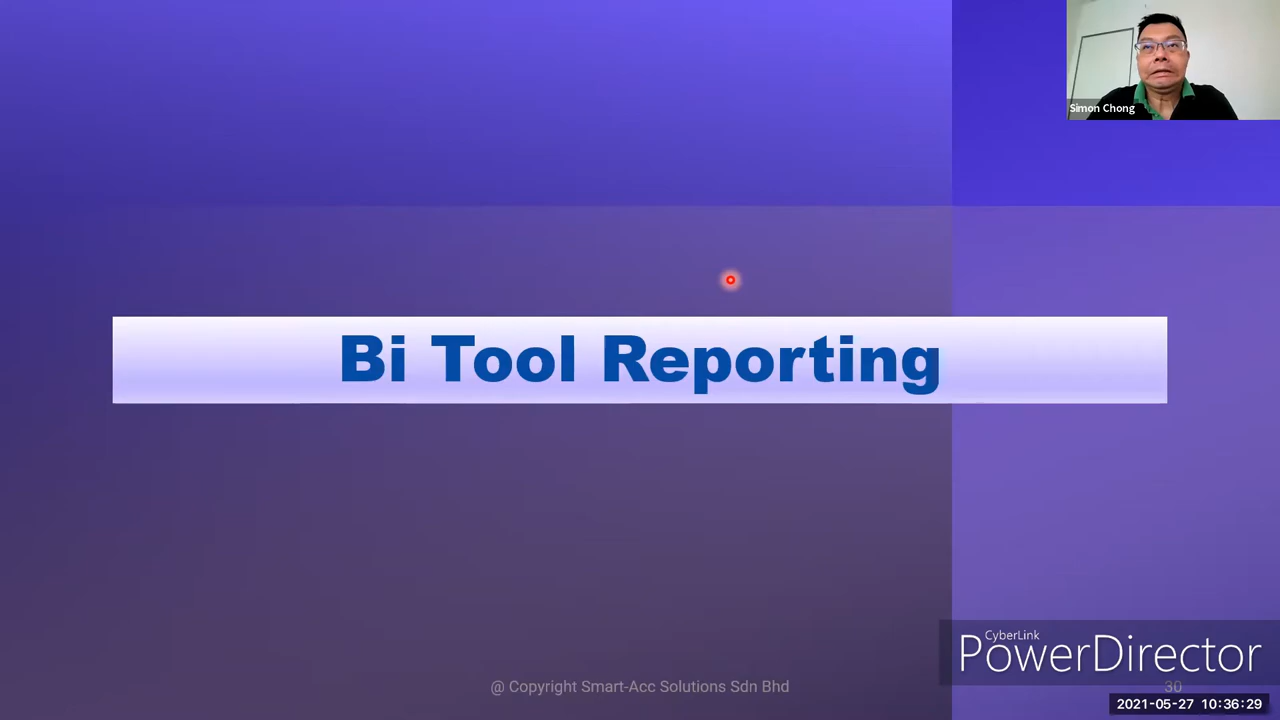 Simon Chong
Bi Tool Reporting
CyberLink
PowerDirector
@ Copyright Smart-Acc Solutions Sdn Bhd
30
2021-05-27 10:36:29